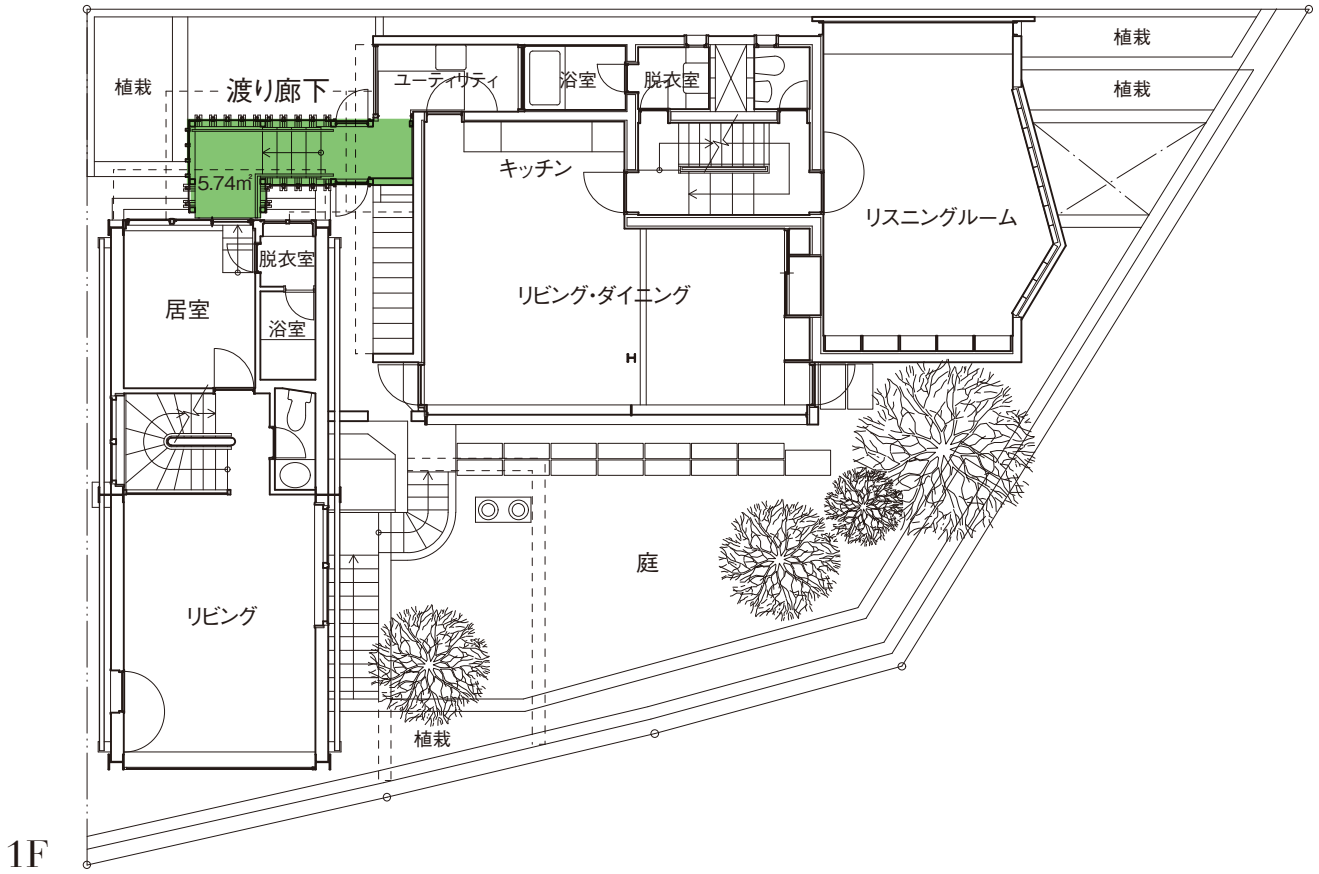 植栽
植栽
植栽
渡り廊下
ユーティリティ
浴室
脱衣室
キッチン
5.74㎡
リスニングルーム
脱衣室
居室
リビング・ダイニング
浴室
H
庭
リビング
植栽
1F